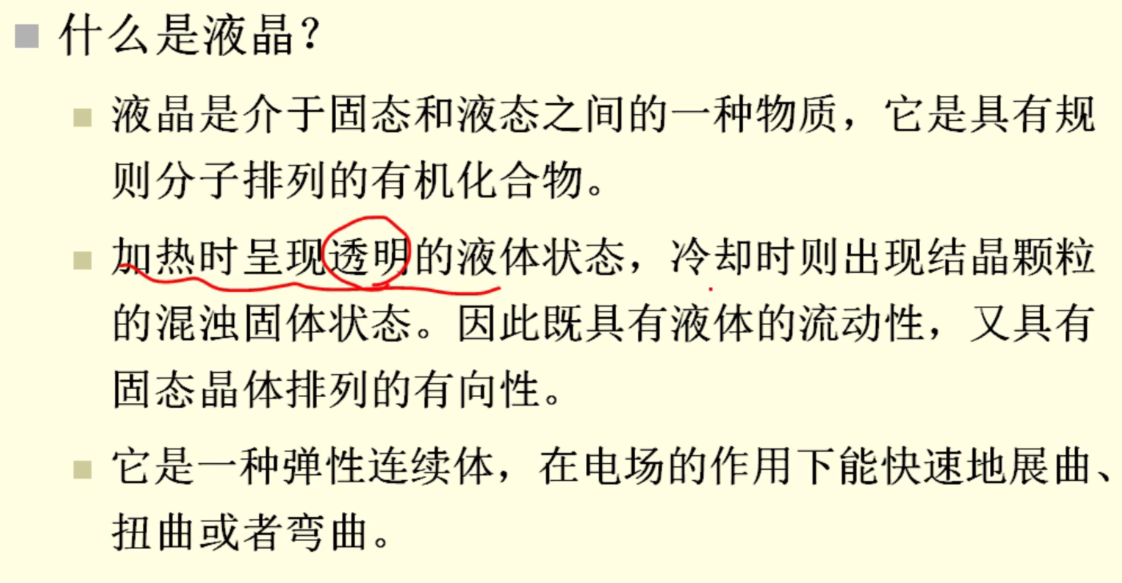 什么是液晶？
液晶是介于固态和液态之间的一种物质，它是具有规
则分子排列的有机化合物。
加热时呈现透明的液体状态，冷却时则出现结晶颗粒
的混浊固体状态。因此既具有液体的流动性，又具有
固态晶体排列的有向性。
它是一种弹性连续体，在电场的作用下能快速地展曲、
扭曲或者弯曲。